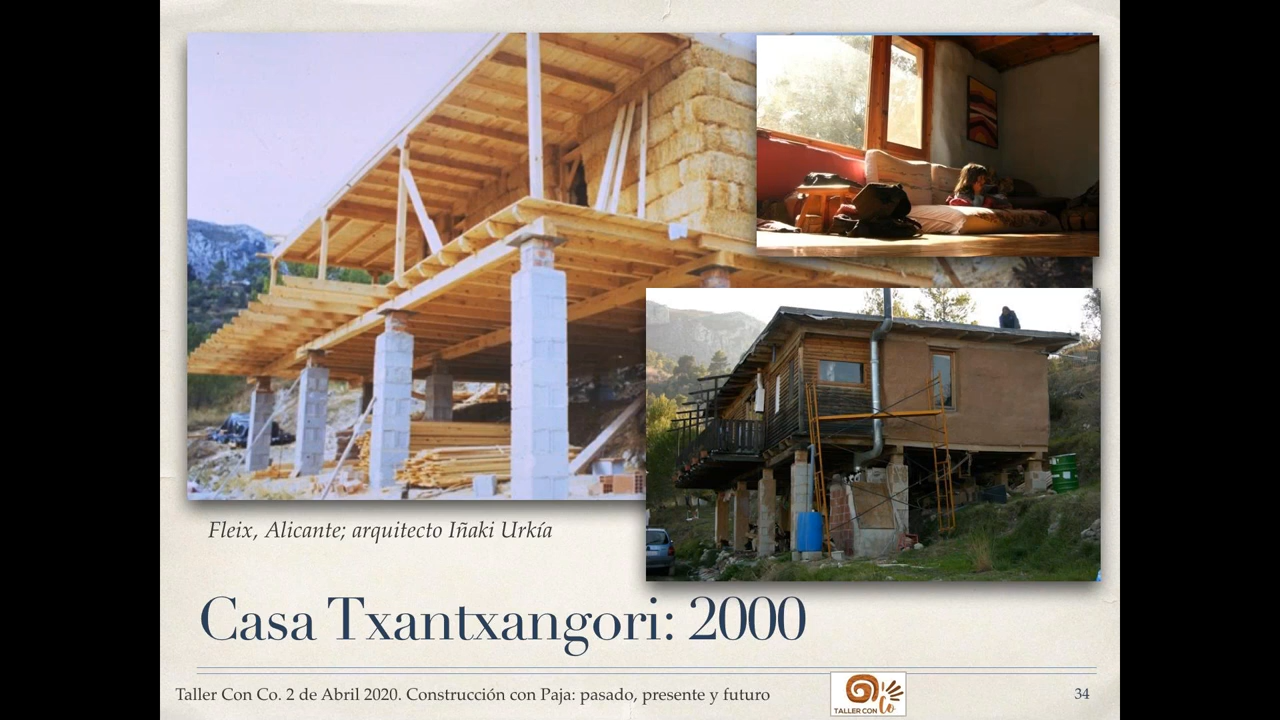 Fleix, Alicante; arquitecto Iñaki Urkía
Casa Txantxangori: 2000
Taller Con Co. 2 de Abril 2020. Construcción con Paja: pasado, presente y futuro
TALLER CON Co
34